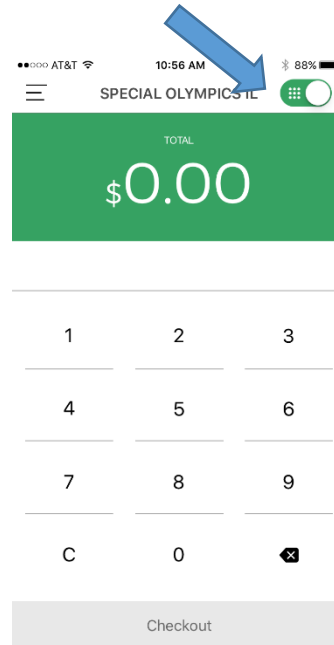 AT&T 10:56 AM 88%
SPECIAL OLYMPICS IL
TOTAL
$0.00
1 2 3
4 5 6
7 8 9
C 0
Checkout